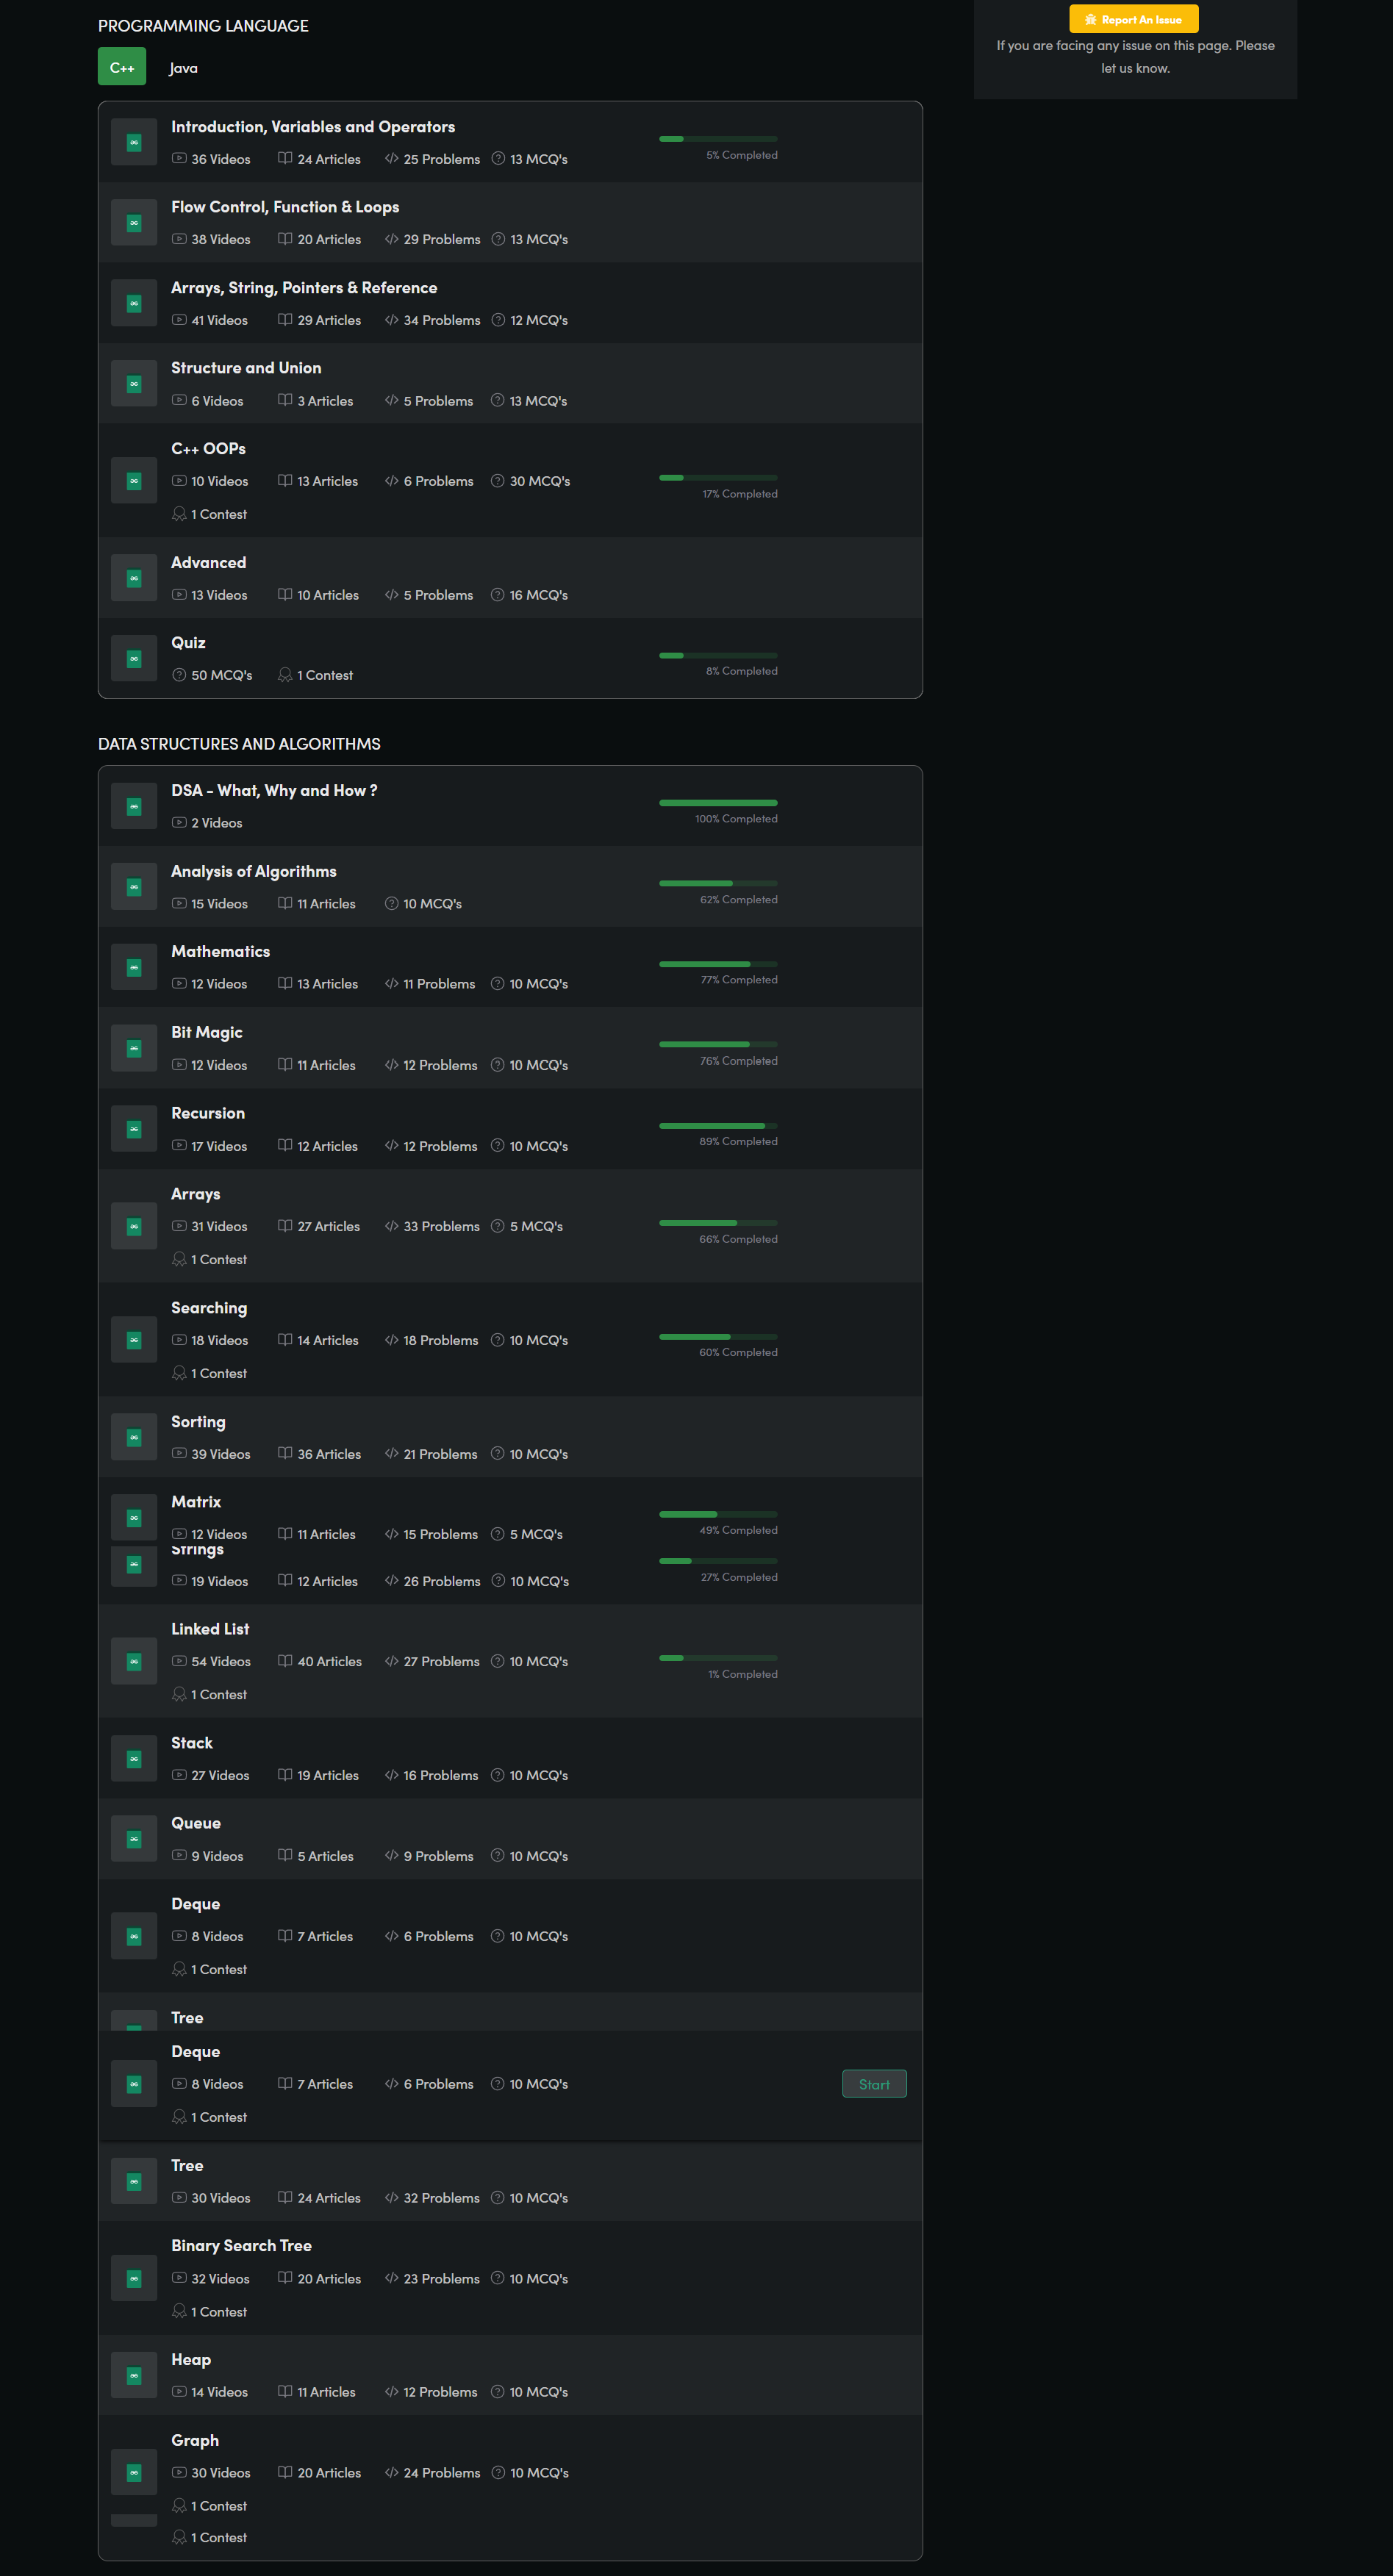 PROGRAMMING LANGUAGE
C++ Java
Report An Issue
If you are facing any issue on this page. Please
let us know.
Introduction, Variables and Operators
36 Videos 24 Articles 25 Problems 13 MCQ's
5% Completed
Flow Control, Function & Loops
38 Videos 20 Articles 29 Problems 13 MCQ's
Arrays, String, Pointers & Reference
41 Videos 29 Articles 34 Problems 12 MCQ's
Structure and Union
6 Videos 3 Articles 5 Problems 13 MCQ's
C++ OOPs
10 Videos 13 Articles 6 Problems 30 MCQ's
17% Completed
1 Contest
Advanced
13 Videos 10 Articles 5 Problems 16 MCQ's
Quiz
50 MCQ's 1 Contest
8% Completed
DATA STRUCTURES AND ALGORITHMS
DSA - What, Why and How ?
2 Videos
100% Completed
Analysis of Algorithms
15 Videos 11 Articles 10 MCQ's
62% Completed
Mathematics
12 Videos 13 Articles 11 Problems 10 MCQ's
77% Completed
Bit Magic
12 Videos 11 Articles 12 Problems 10 MCQ's
76% Completed
Recursion
17 Videos 12 Articles 12 Problems 10 MCQ's
89% Completed
Arrays
31 Videos 27 Articles 33 Problems 5 MCQ's
66% Completed
1 Contest
Searching
18 Videos 14 Articles 18 Problems 10 MCQ's
60% Completed
1 Contest
Sorting
39 Videos 36 Articles 21 Problems 10 MCQ's
Matrix
12 Videos 11 Articles 15 Problems 5 MCQ's
49% Completed
Strings
19 Videos 12 Articles 26 Problems 10 MCQ's
27% Completed
Linked List
54 Videos 40 Articles 27 Problems 10 MCQ's
1% Completed
1 Contest
Stack
27 Videos 19 Articles 16 Problems 10 MCQ's
Queue
9 Videos 5 Articles 9 Problems 10 MCQ's
Deque
8 Videos 7 Articles 6 Problems 10 MCQ's
1 Contest
Tree
Deque
8 Videos 7 Articles 6 Problems 10 MCQ's
Start
1 Contest
Tree
30 Videos 24 Articles 32 Problems 10 MCQ's
Binary Search Tree
32 Videos 20 Articles 23 Problems 10 MCQ's
1 Contest
Heap
14 Videos 11 Articles 12 Problems 10 MCQ's
Graph
30 Videos 20 Articles 24 Problems 10 MCQ's
1 Contest
1 Contest